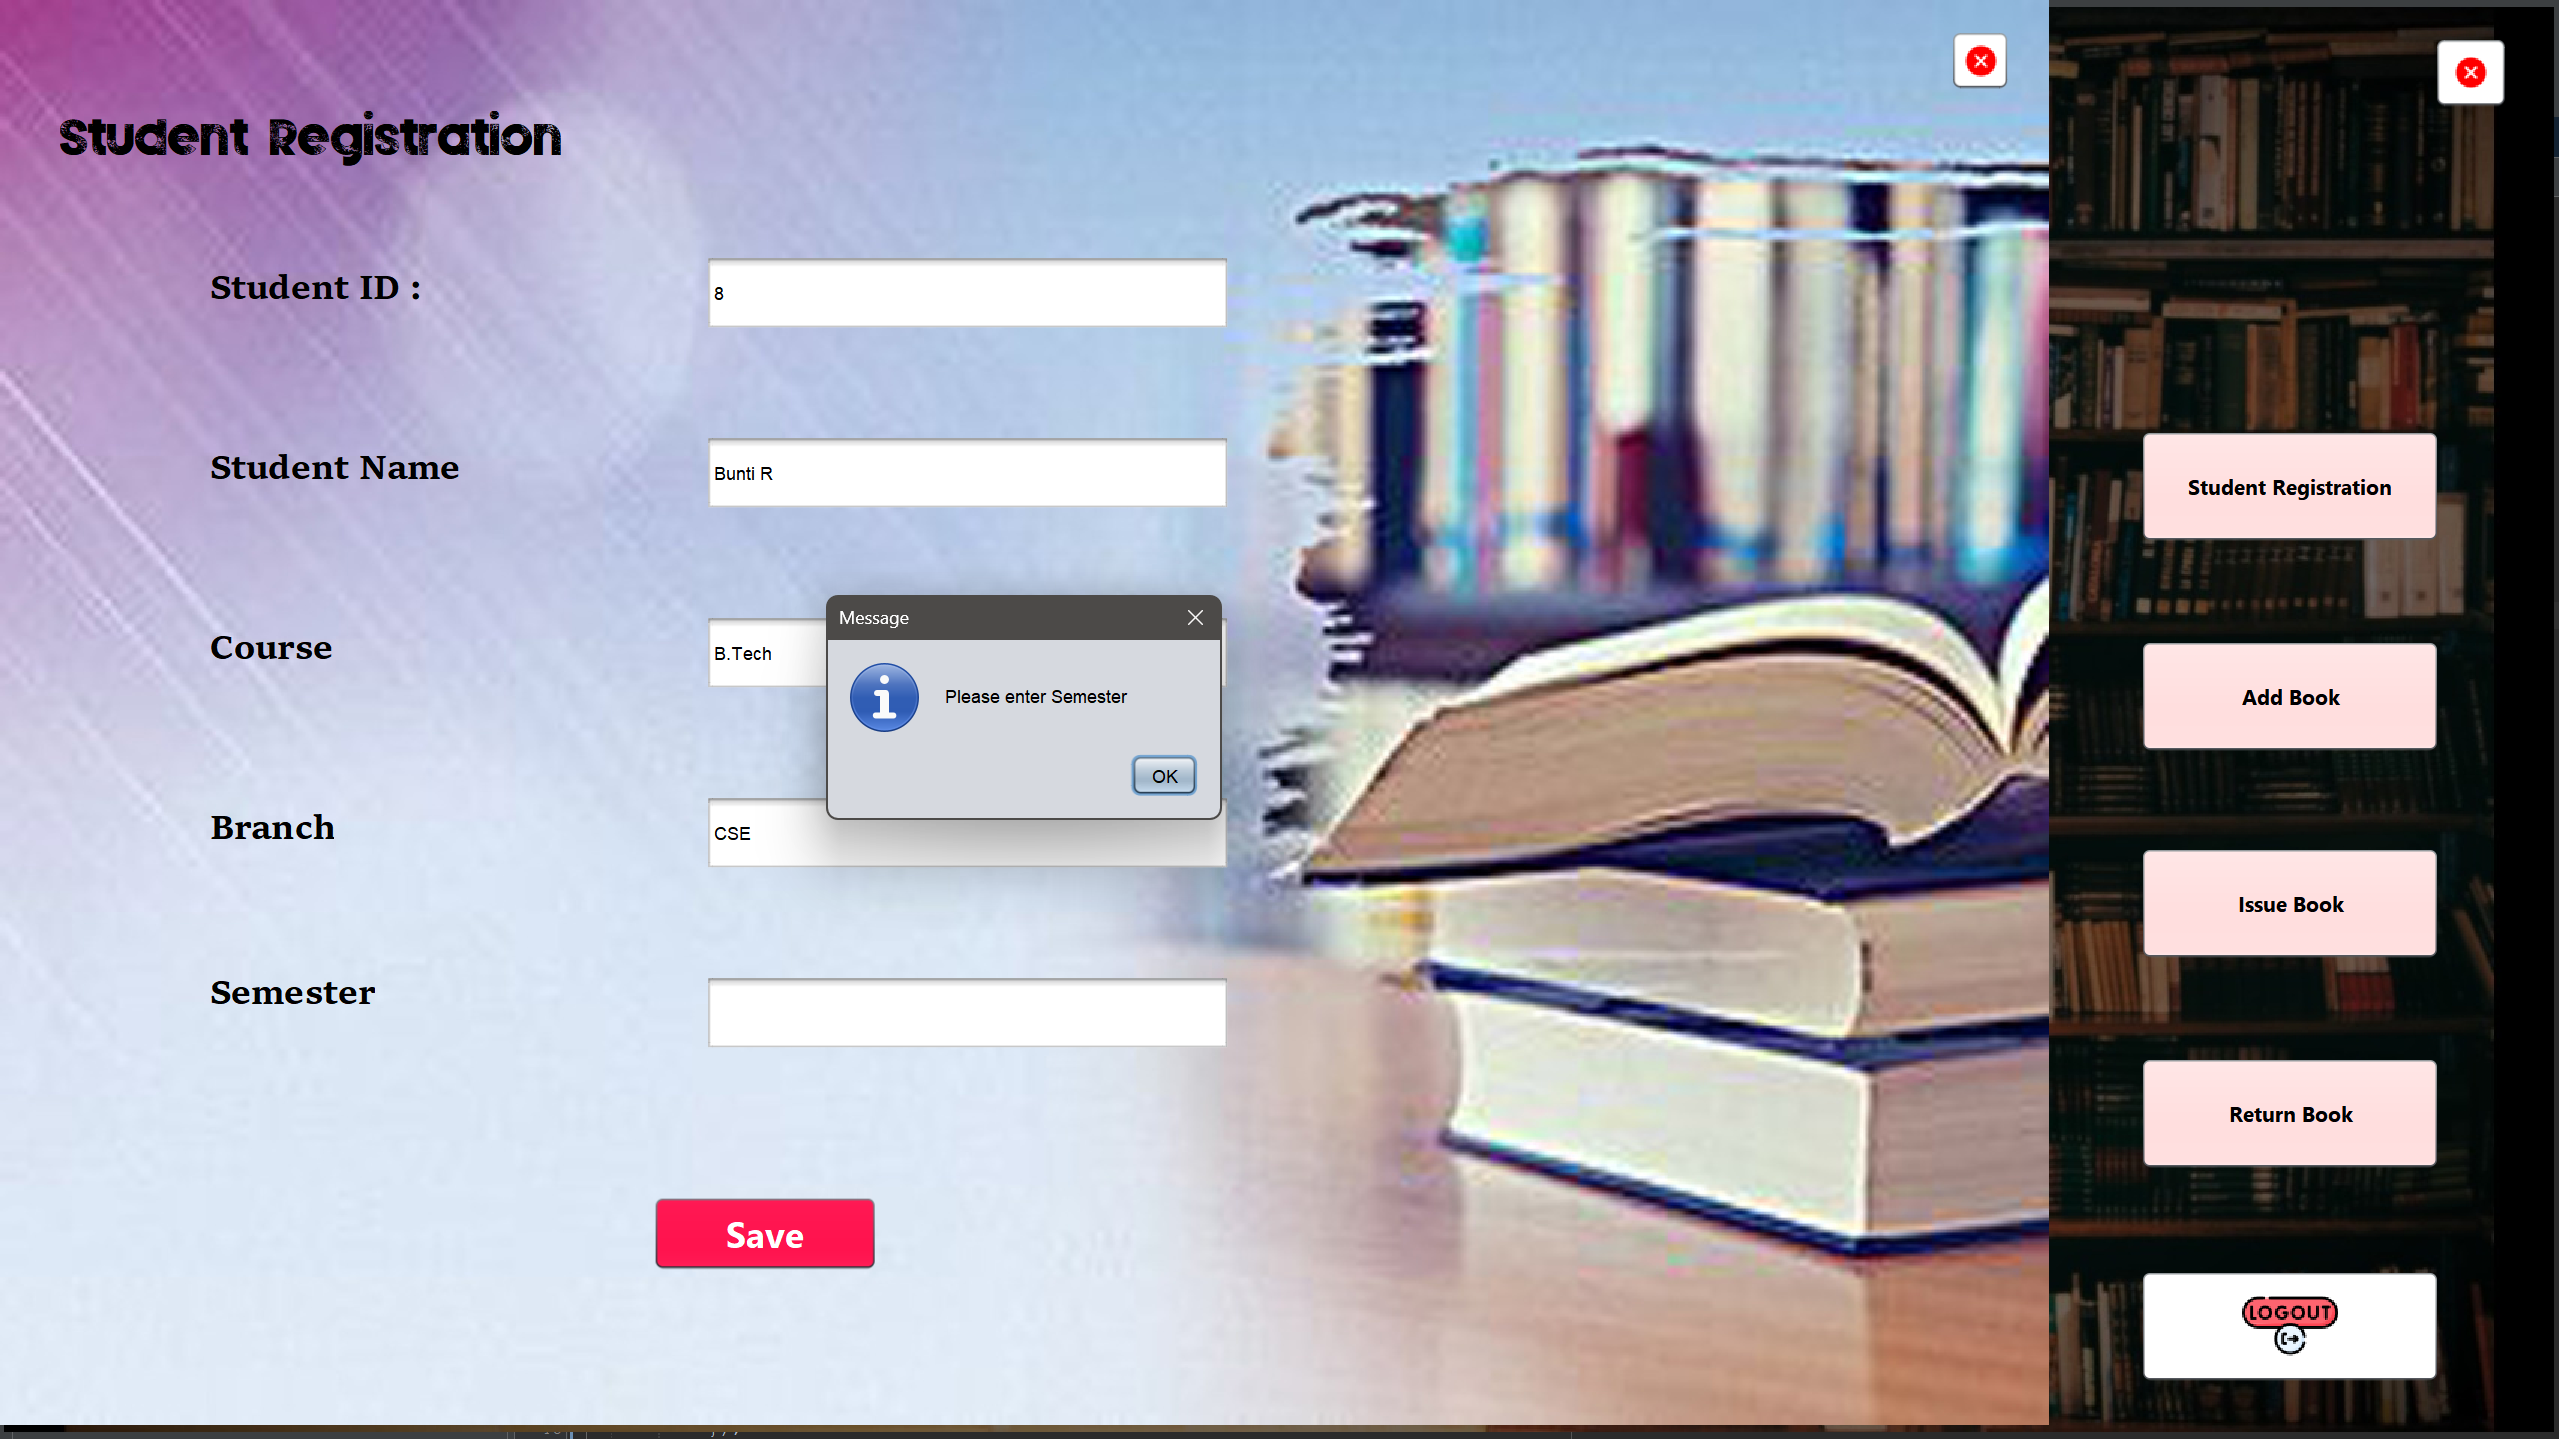 Student Registration
Student ID :
8
Student Name
Bunti R
Course
B.Tech
Message
Please enter Semester
OK
Branch
CSE
Semester
Save
Student Registration
Add Book
Issue Book
Return Book
LOGOUT